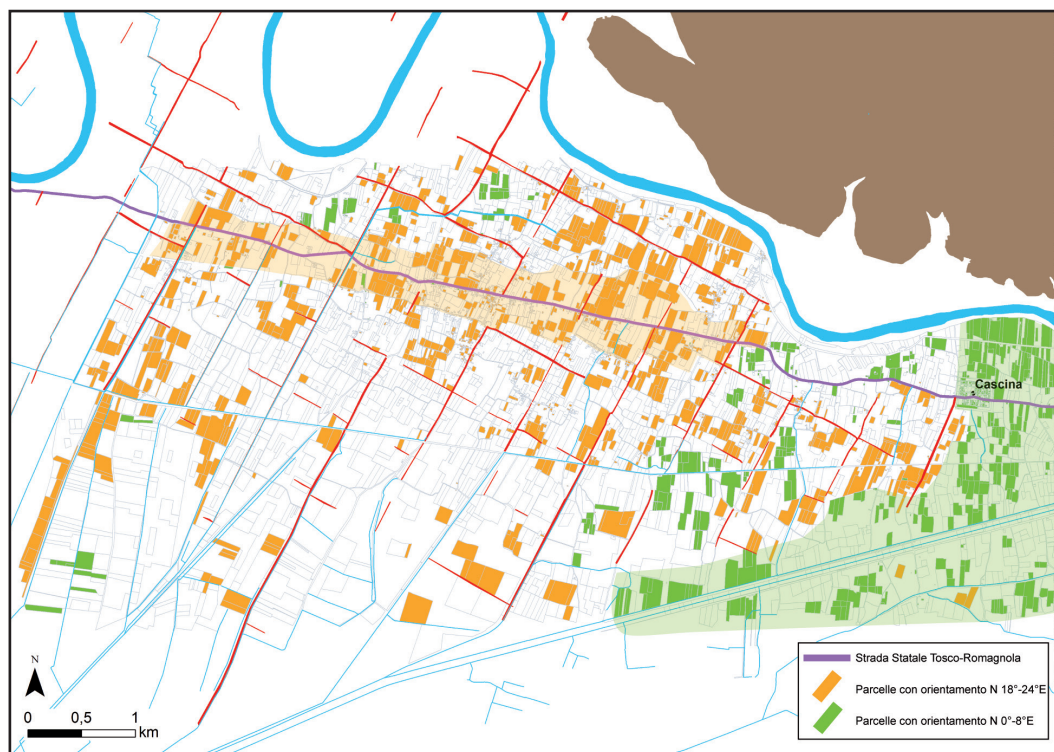 Cascina
N
0 0,5 1
km
Strada Statale Tosco-Romagnola
Parcelle con orientamento N 18°-24°E
Parcelle con orientamento N 0°-8°E